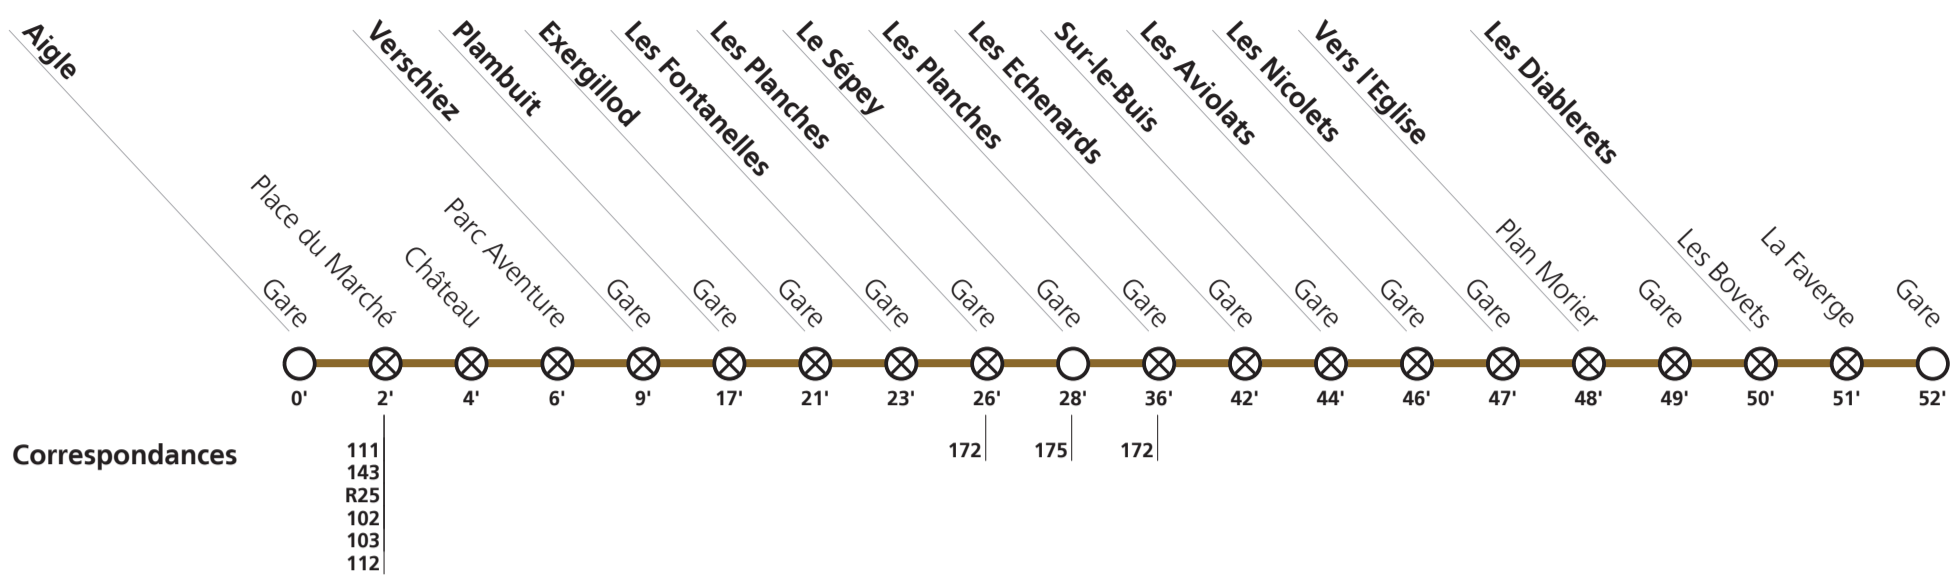 Aigle
Verschiez
Plambuit
Exergillod
Les Fontanelles
Les Planches
Le Sépey
Les Planches
Les Echenards
Sur-le-Buis
Les Aviolats
Les Nicolets
Vers l'Eglise
Les Diablerets
Gare
Place du Marché
Château
Parc Aventure
Gare
Gare
Gare
Gare
Gare
Gare
Gare
Gare
Gare
Gare
Gare
Plan Morier
Gare
Les Bovets
La Faverge
Gare
0' 2' 4' 6' 9' 17' 21' 23' 26' 28' 36' 42' 44' 46' 47' 48' 49' 50' 51' 52'
Correspondances
111
143
R25
102
103
112
172
175
172